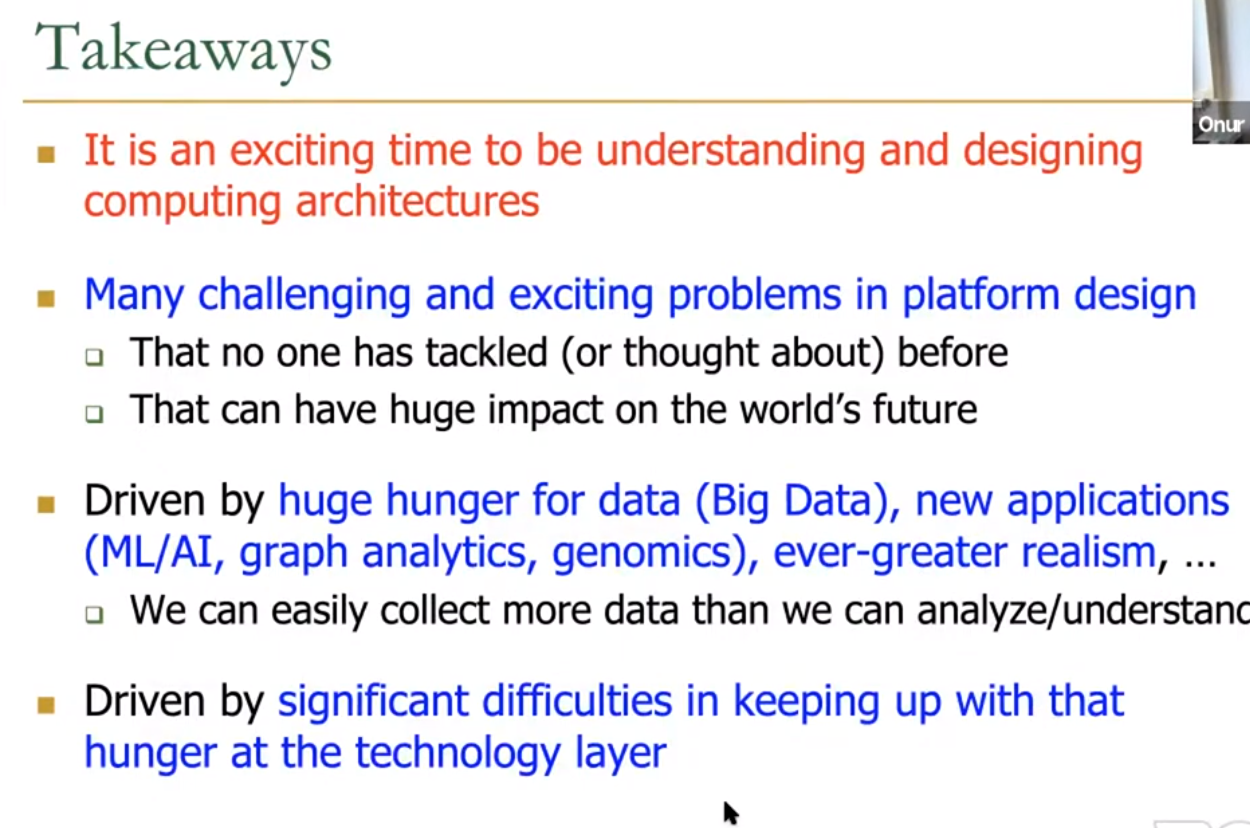 Takeaways
Onur
It is an exciting time to be understanding and designing
computing architectures
Many challenging and exciting problems in platform design
That no one has tackled (or thought about) before
That can have huge impact on the world's future
Driven by huge hunger for data (Big Data), new applications
(ML/AI, graph analytics, genomics), ever-greater realism, ...
We can easily collect more data than we can analyze/understand
Driven by significant difficulties in keeping up with that
hunger at the technology layer